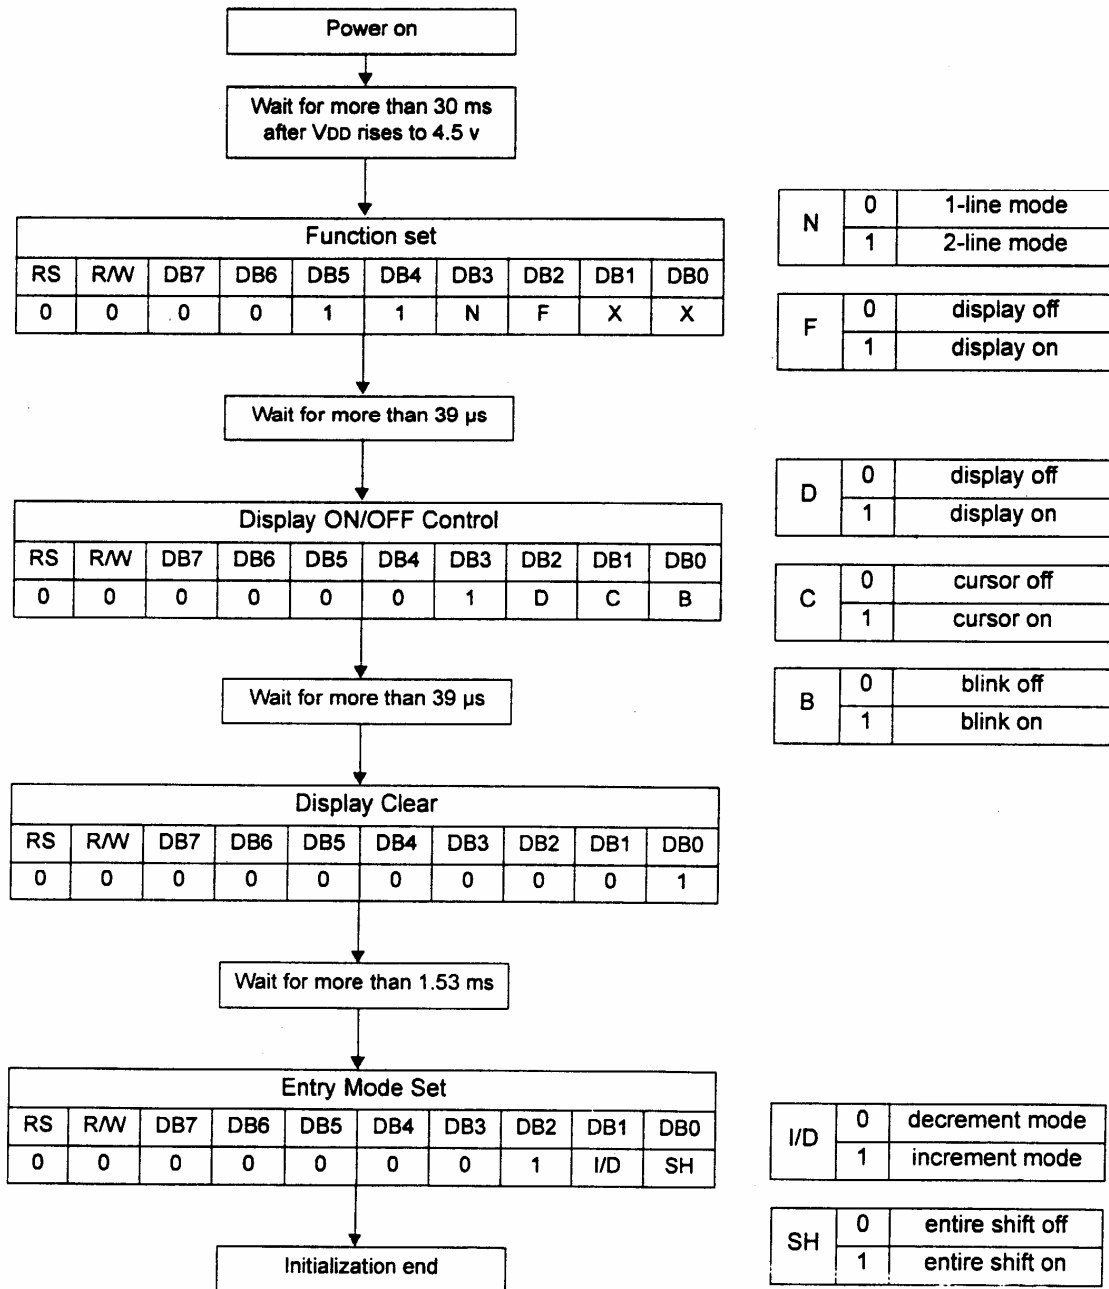 Power on
Wait for more than 30 ms
after VDD rises to 4.5 v
Function set
RS R/W DB7 DB6 DB5 DB4 DB3 DB2 DB1 DB0
0 0 0 0 1 1 N F X X
N 0 1-line mode
1 2-line mode
F 0 display off
1 display on
Wait for more than 39 µs
Display ON/OFF Control
RS R/W DB7 DB6 DB5 DB4 DB3 DB2 DB1 DB0
0 0 0 0 0 0 1 D C B
D 0 display off
1 display on
C 0 cursor off
1 cursor on
B 0 blink off
1 blink on
Wait for more than 39 µs
Display Clear
RS R/W DB7 DB6 DB5 DB4 DB3 DB2 DB1 DB0
0 0 0 0 0 0 0 0 0 1
Wait for more than 1.53 ms
Entry Mode Set
RS R/W DB7 DB6 DB5 DB4 DB3 DB2 DB1 DB0
0 0 0 0 0 0 0 1 I/D SH
I/D 0 decrement mode
1 increment mode
SH 0 entire shift off
1 entire shift on
Initialization end